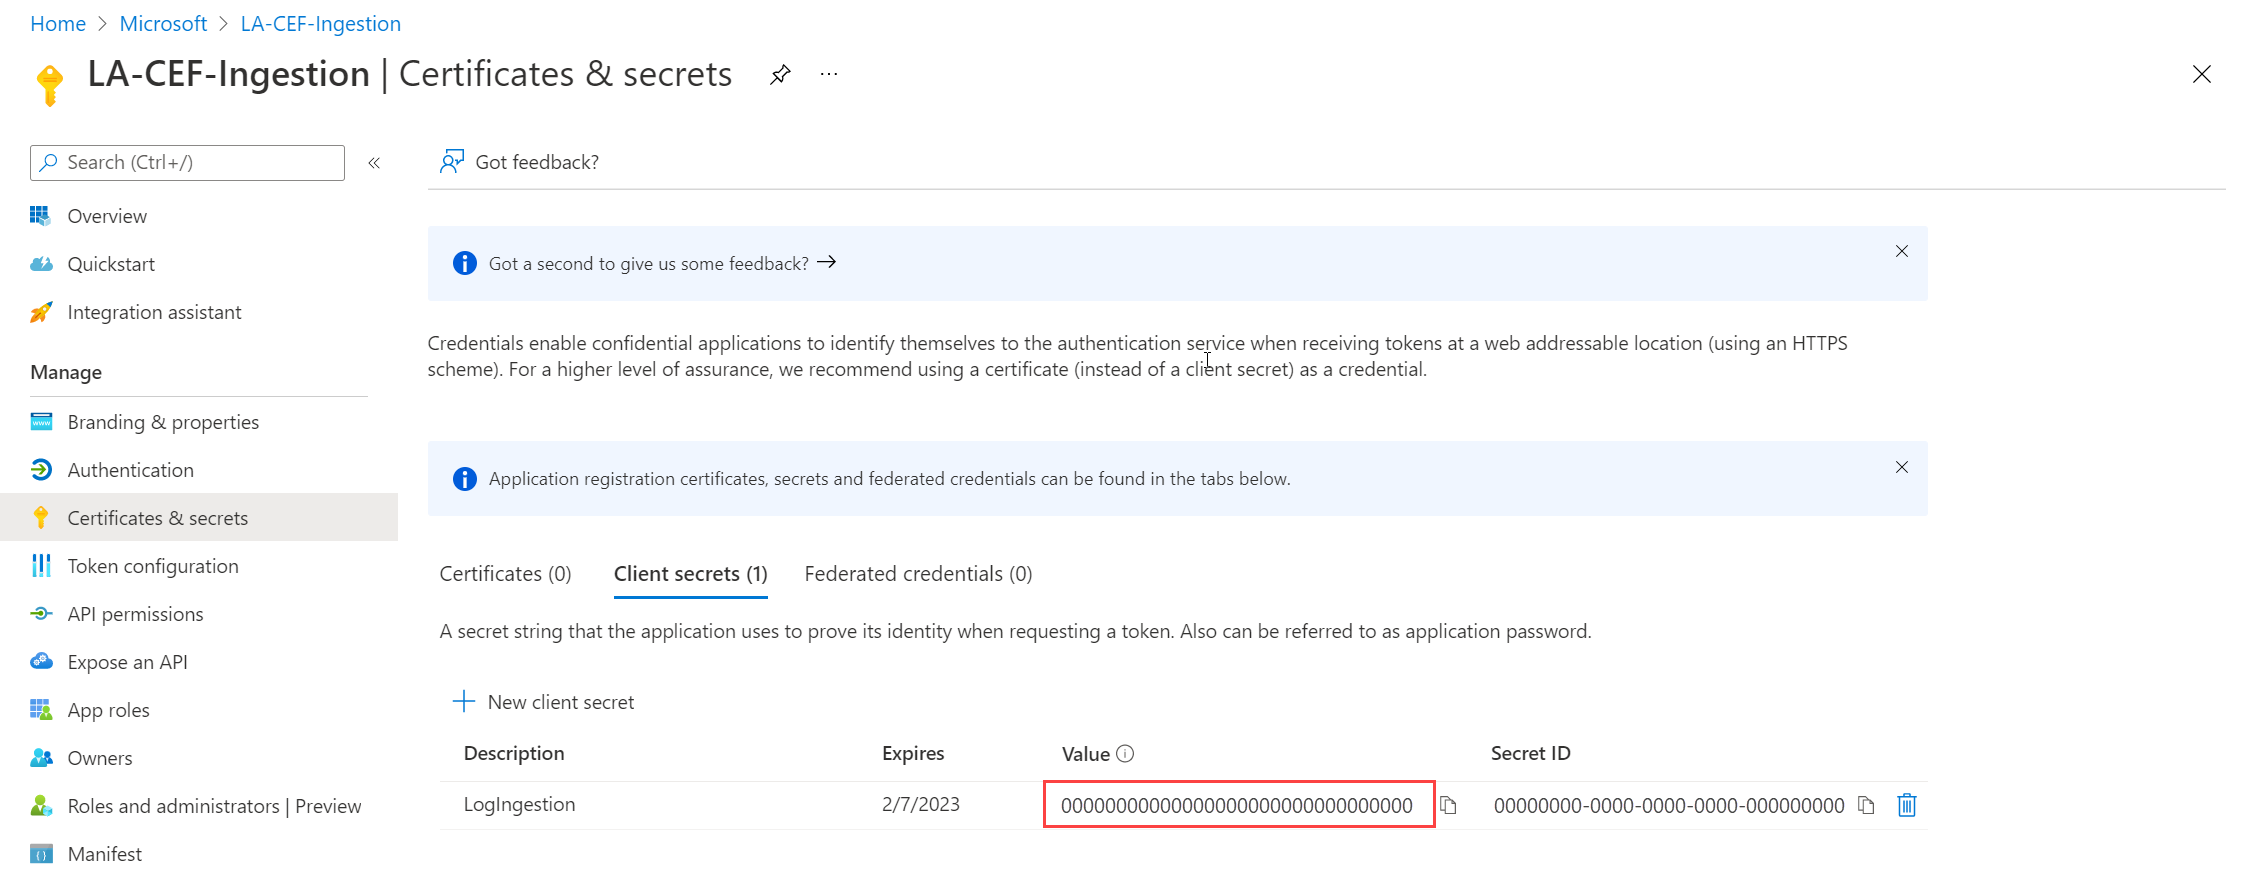 Home > Microsoft > LA-CEF-Ingestion
LA-CEF-Ingestion | Certificates & secrets
Search (Ctrl+/)
Got feedback?
Overview
Quickstart
Integration assistant
Manage
Branding & properties
Authentication
Certificates & secrets
Token configuration
API permissions
Expose an API
App roles
Owners
Roles and administrators | Preview
Manifest
Got a second to give us some feedback?
Credentials enable confidential applications to identify themselves to the authentication service when receiving tokens at a web addressable location (using an HTTPS
scheme). For a higher level of assurance, we recommend using a certificate (instead of a client secret) as a credential.
Application registration certificates, secrets and federated credentials can be found in the tabs below.
Certificates (0) Client secrets (1) Federated credentials (0)
A secret string that the application uses to prove its identity when requesting a token. Also can be referred to as application password.
New client secret
Description Expires Value Secret ID
LogIngestion 2/7/2023 00000000000000000000000000000000 00000000-0000-0000-0000-000000000